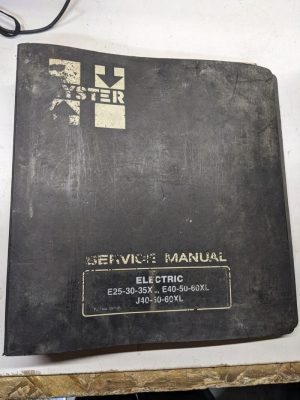 YSTER
SERVICE MANUAL
ELECTRIC
E25-30-35XL, E40-50-60XL
J40-50-60XL